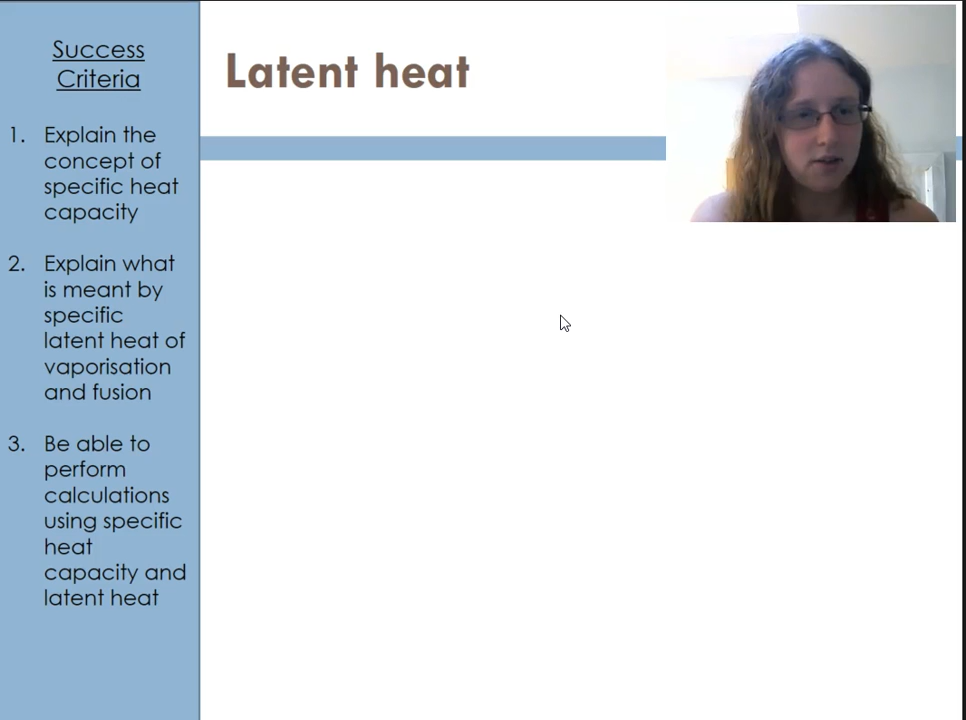 Success
Criteria
1. Explain the
concept of
specific heat
capacity
2. Explain what
is meant by
specific
latent heat of
vaporisation
and fusion
3. Be able to
perform
calculations
using specific
heat
capacity and
latent heat
Latent heat